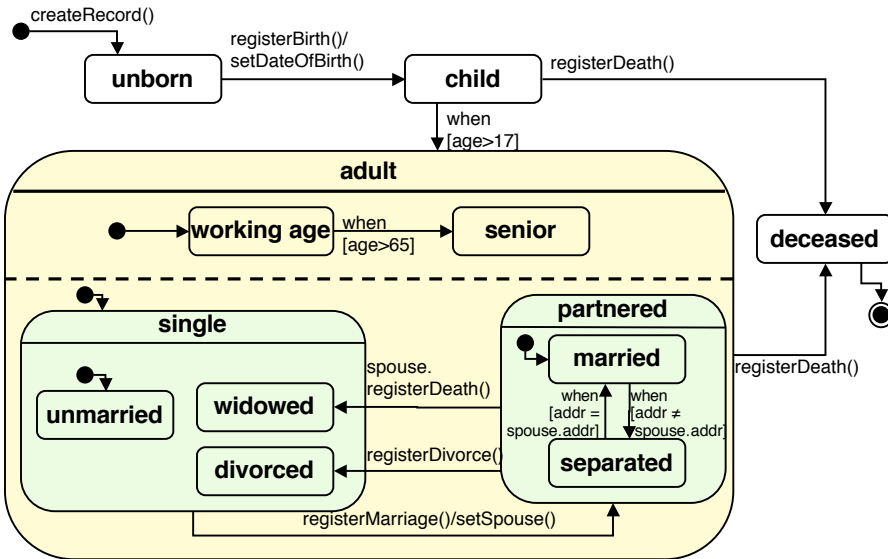 createRecord()
registerBirth()/
setDateOfBirth()
unborn
child
registerDeath()
when
[age>17]
adult
working age
when
[age>65]
senior
deceased
single
partnered
married
spouse.
registerDeath()
registerDeath()
unmarried
widowed
when
[addr =
spouse.addr]
when
[addr ≠
spouse.addr]
divorced
registerDivorce()
separated
registerMarriage()/setSpouse()